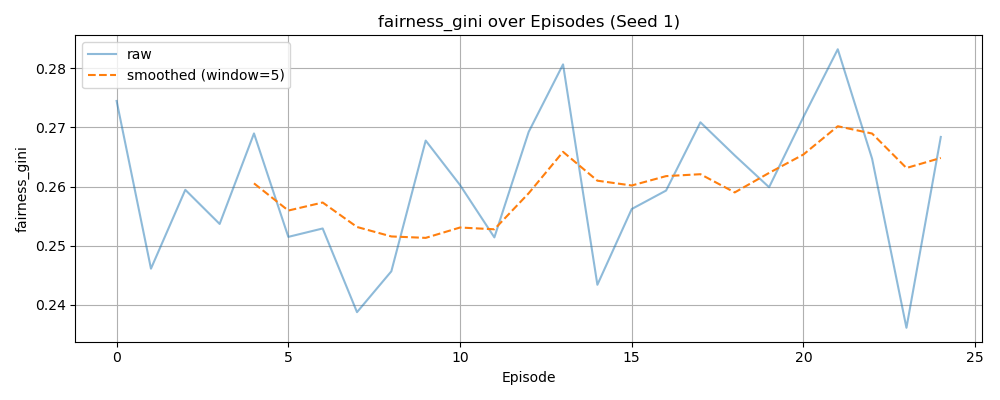 fairness_gini over Episodes (Seed 1)
raw
smoothed (window=5)
fairness_gini
0.28
0.27
0.26
0.25
0.24
0 5 10 15 20 25
Episode